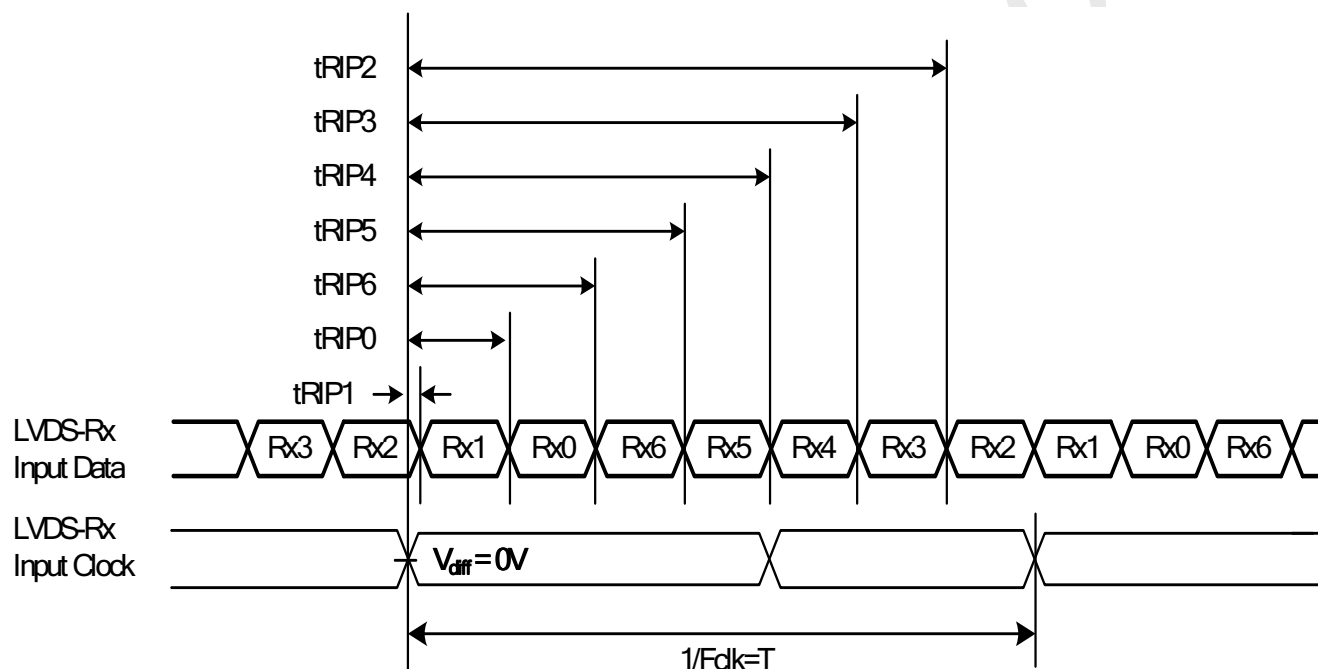 tRIP2
tRIP3
tRIP4
tRIP5
tRIP6
tRIP0
tRIP1
LVDS-Rx
Input Data
Rx3 Rx2 Rx1 Rx0 Rx6 Rx5 Rx4 Rx3 Rx2 Rx1 Rx0 Rx6
LVDS-Rx
Input Clock
Vdiff = 0V
1/Fclk=T